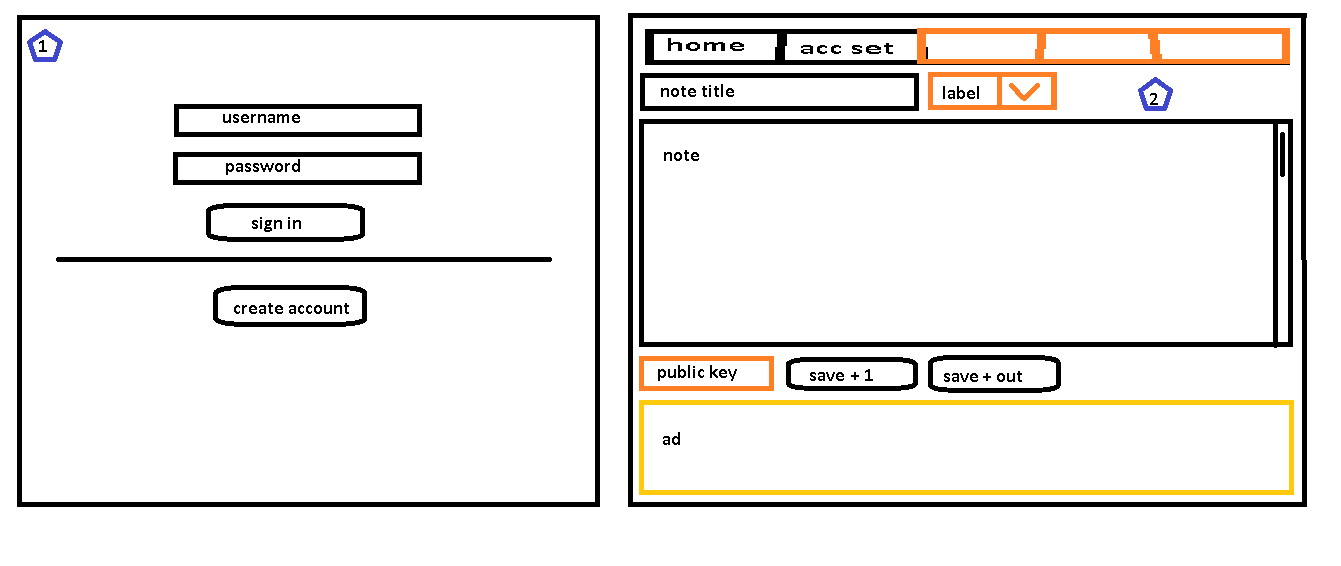 1
username
password
sign in
create account
home acc set
note title label 2
note
public key save + 1 save + out
ad